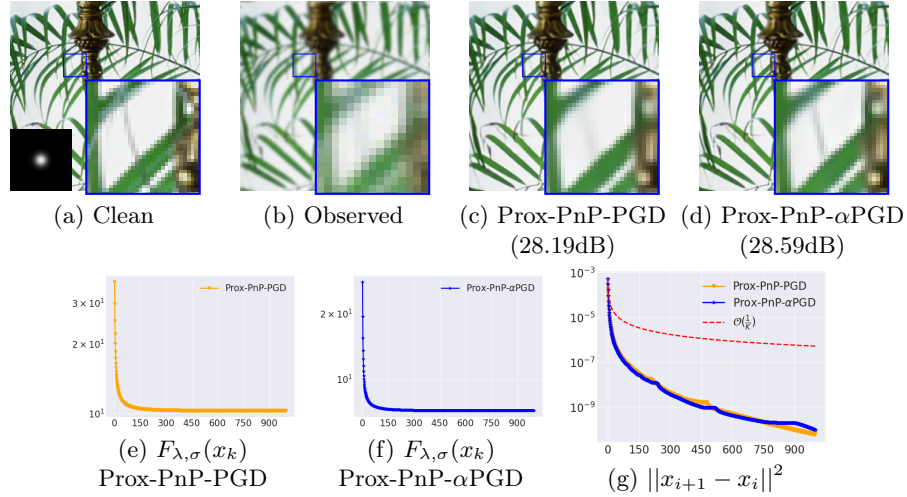 (a) Clean
(b) Observed
(c) Prox-PnP-PGD
(28.19dB)
(d) Prox-PnP-αPGD
(28.59dB)
Prox-PnP-PGD
3 × 10¹
2 × 10¹
10¹
0 150 300 450 600 750 900
(e) F_{λ,σ}(x_k)
Prox-PnP-PGD
Prox-PnP-αPGD
2 × 10¹
10¹
0 150 300 450 600 750 900
(f) F_{λ,σ}(x_k)
Prox-PnP-αPGD
Prox-PnP-PGD
Prox-PnP-αPGD
𝒪(1/K)
10⁻³
10⁻⁵
10⁻⁷
10⁻⁹
0 150 300 450 600 750 900
(g) ||x_{i+1} − x_i||²